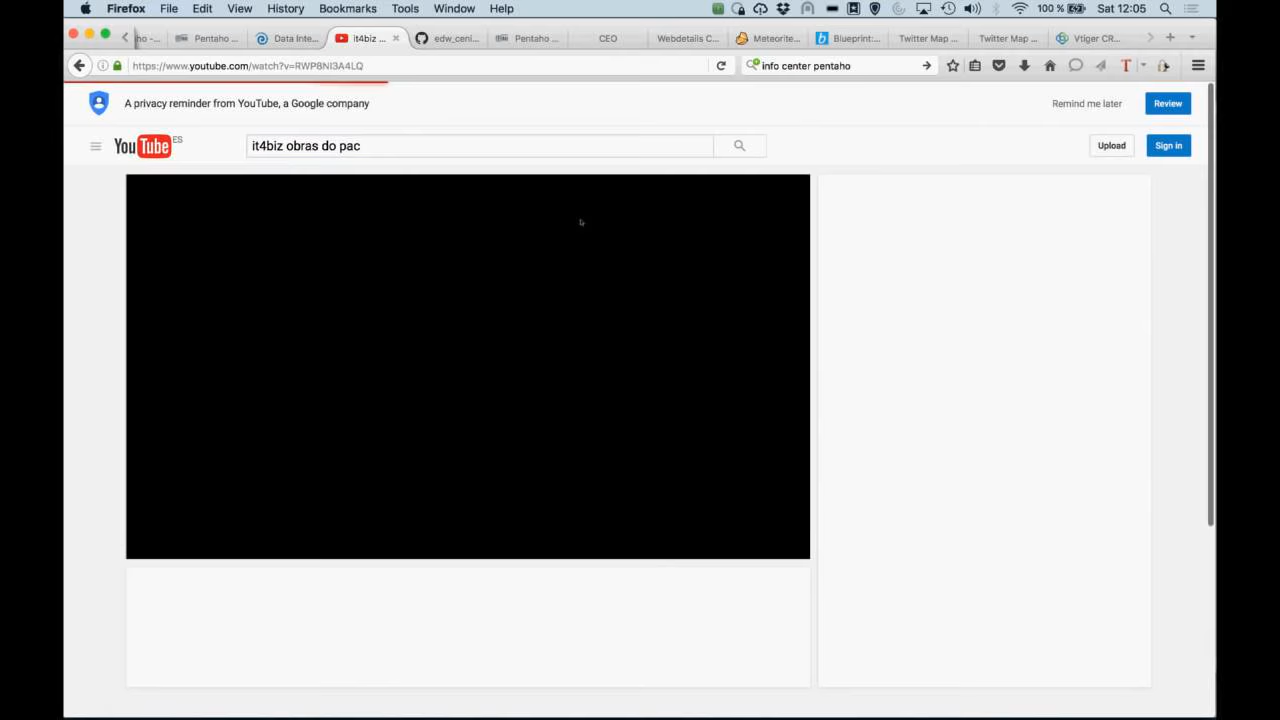 Firefox File Edit View History Bookmarks Tools Window Help 100 % Sat 12:05
ho -... Pentaho ... Data Inte... it4biz ... edw_ceni... Pentaho ... CEO Webdetails C... Meteorite... Blueprint:... Twitter Map ... Twitter Map ... Vtiger CR...
https://www.youtube.com/watch?v=RWP8NI3A4LQ info center pentaho
A privacy reminder from YouTube, a Google company Remind me later Review
YouTube ES it4biz obras do pac Upload Sign in